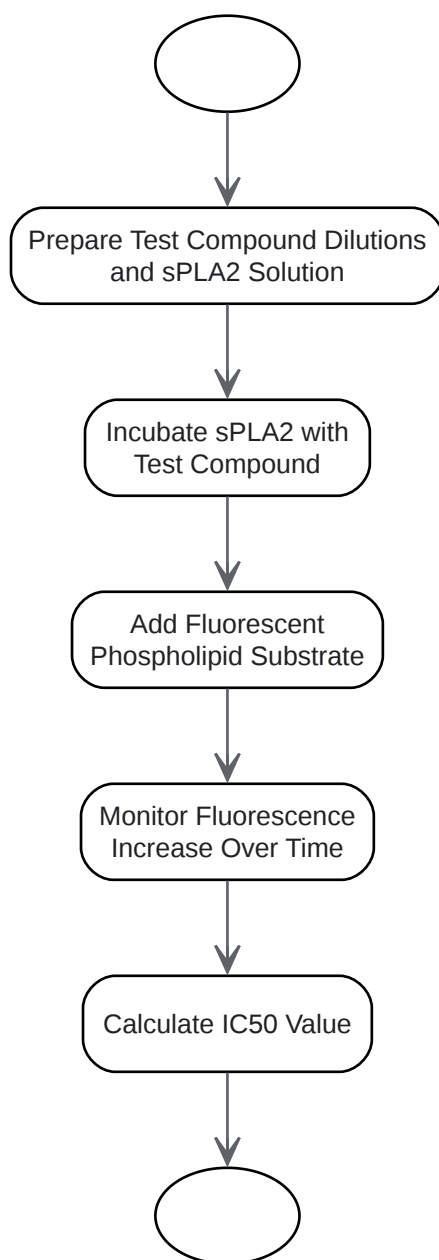 Prepare Test Compound Dilutions
and sPLA2 Solution
Incubate sPLA2 with
Test Compound
Add Fluorescent
Phospholipid Substrate
Monitor Fluorescence
Increase Over Time
Calculate IC50 Value